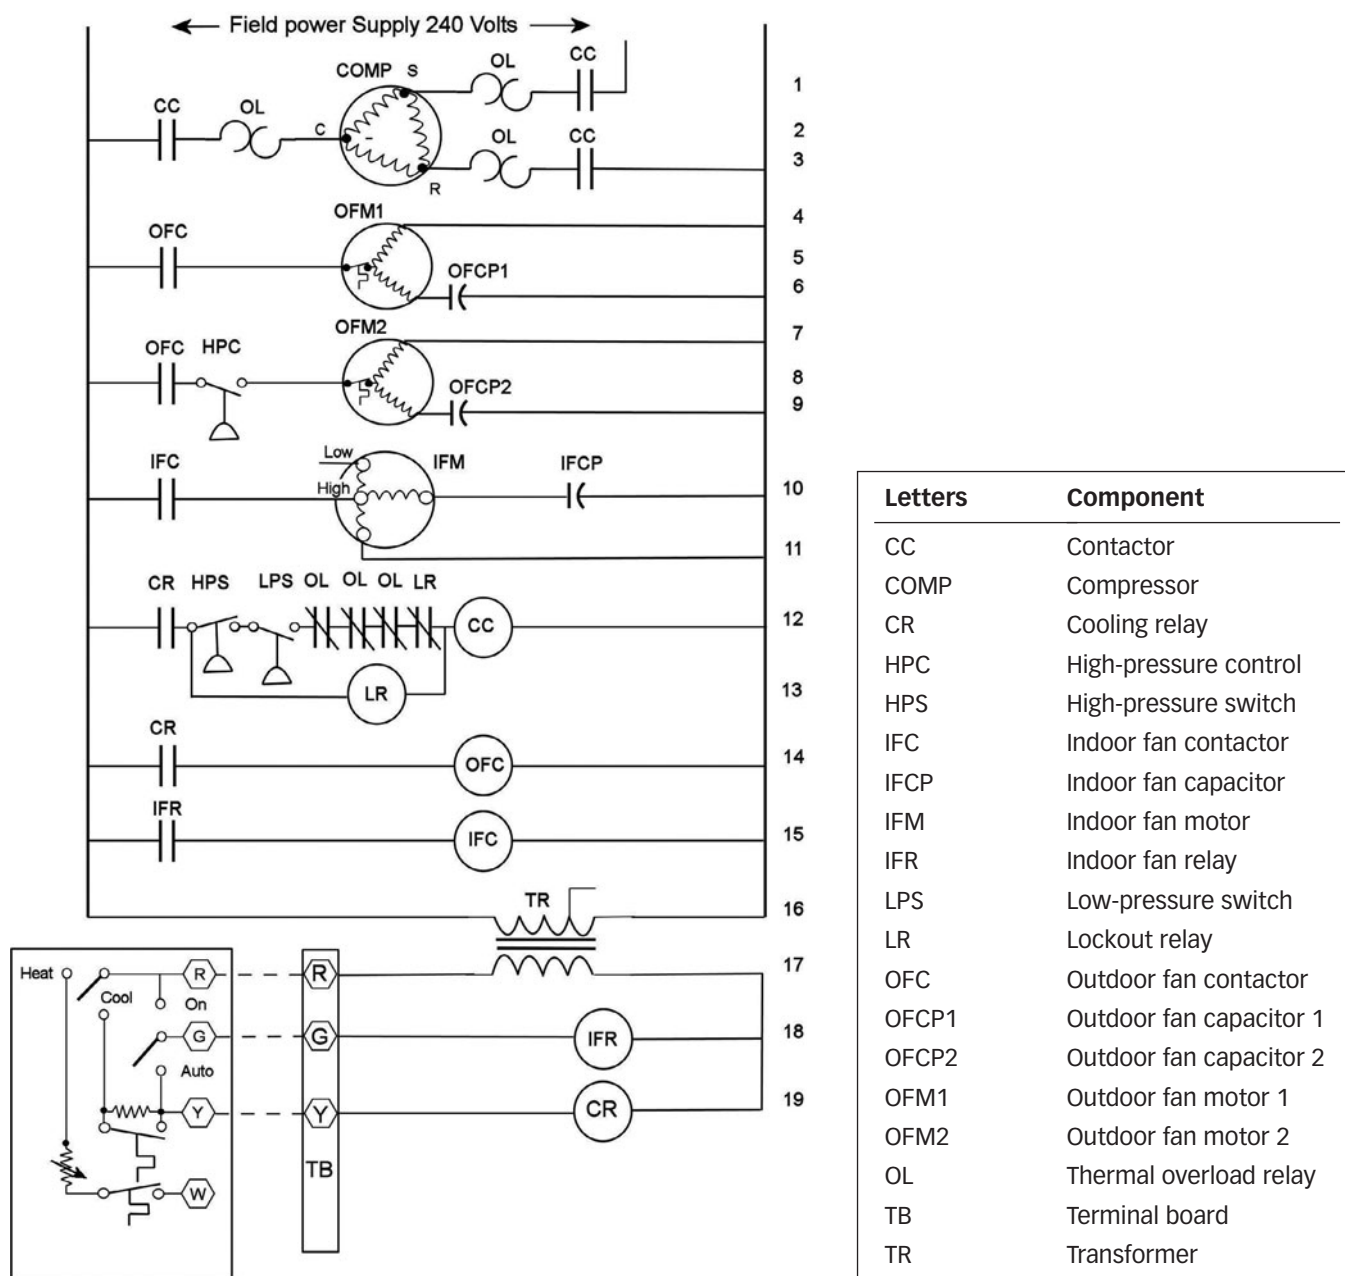 Field power Supply 240 Volts
COMP S OL CC 1
CC OL C OL CC 2
3
R
OFM1 4
OFC 5
OFCP1 6
OFM2 7
OFC HPC 8
OFCP2 9
Low IFM IFCP
IFC High 10
11
CR HPS LPS OL OL OL LR 12
CC
LR 13
CR 14
OFC
IFR 15
IFC
TR 16
17
Heat R R
Cool On
G G IFR 18
Auto
Y Y CR 19
TB
W
Letters Component
CC Contactor
COMP Compressor
CR Cooling relay
HPC High-pressure control
HPS High-pressure switch
IFC Indoor fan contactor
IFCP Indoor fan capacitor
IFM Indoor fan motor
IFR Indoor fan relay
LPS Low-pressure switch
LR Lockout relay
OFC Outdoor fan contactor
OFCP1 Outdoor fan capacitor 1
OFCP2 Outdoor fan capacitor 2
OFM1 Outdoor fan motor 1
OFM2 Outdoor fan motor 2
OL Thermal overload relay
TB Terminal board
TR Transformer